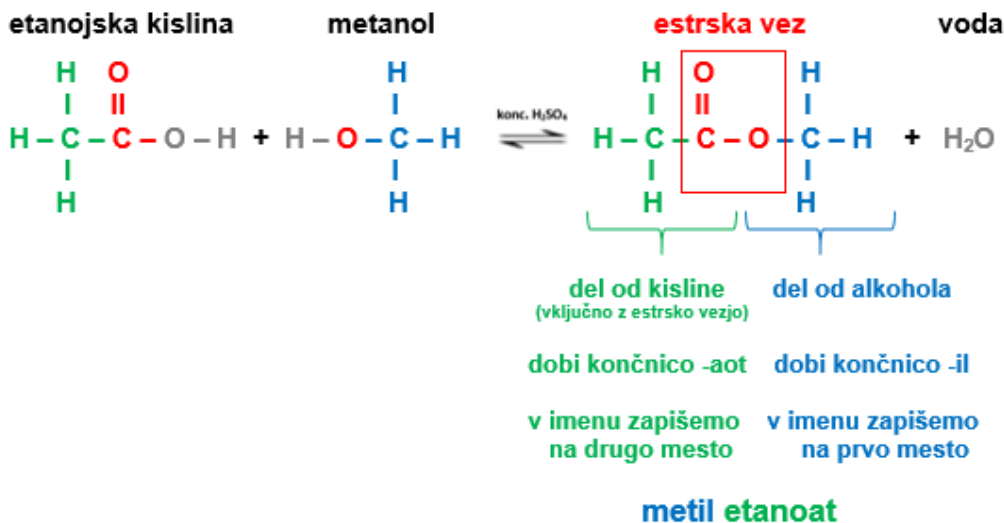 etanojska kislina metanol estrska vez voda
H O H H O H
H – C – C – O – H + H – O – C – H konc. H₂SO₄ H – C – C – O – C – H + H₂O
H H H H
del od kisline del od alkohola
(vključno z estrsko vezjo)
dobi končnico -aot dobi končnico -il
v imenu zapišemo v imenu zapišemo
na drugo mesto na prvo mesto
metil etanoat